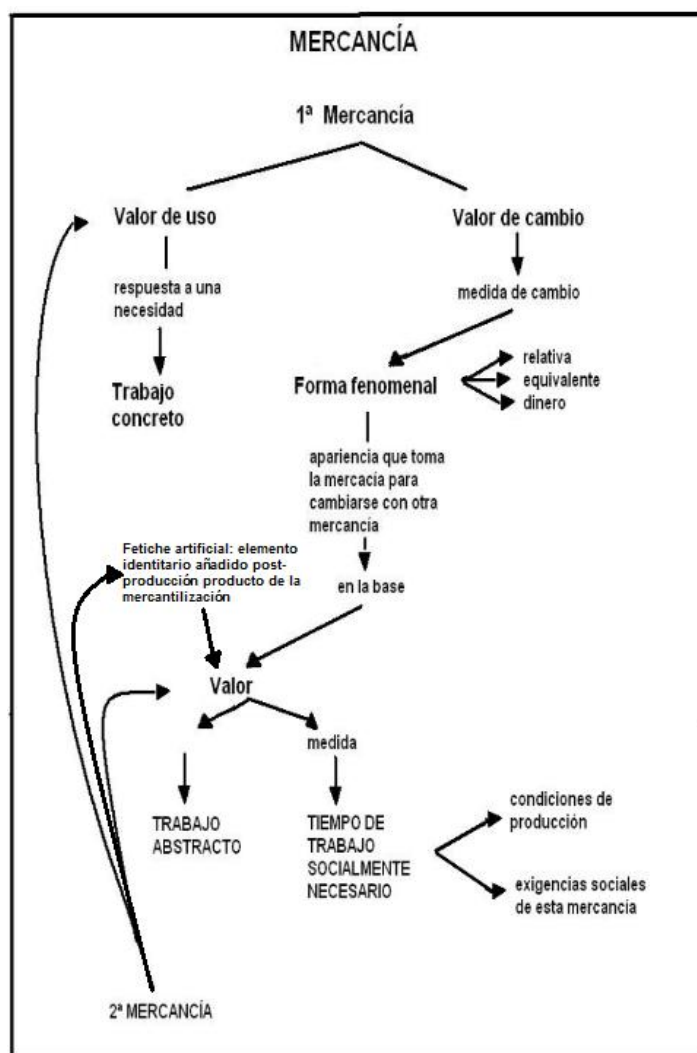 MERCANCÍA
1ª Mercancía
Valor de uso
Valor de cambio
respuesta a una
necesidad
medida de cambio
Trabajo
concreto
Forma fenomenal
relativa
equivalente
dinero
apariencia que toma
la mercacía para
cambiarse con otra
mercancía
Fetiche artificial: elemento
identitario añadido post-
producción producto de la
mercantilización
en la base
Valor
medida
TRABAJO
ABSTRACTO
TIEMPO DE
TRABAJO
SOCIALMENTE
NECESARIO
condiciones de
producción
exigencias sociales
de esta mercancía
2ª MERCANCÍA